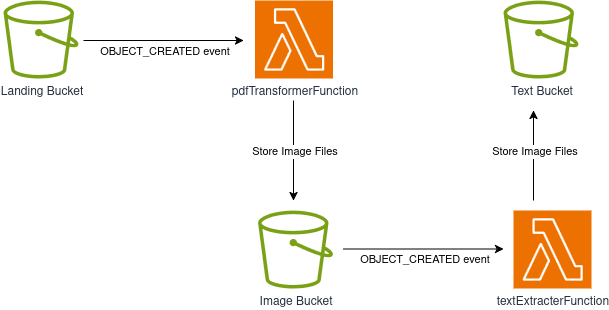 OBJECT_CREATED event
Landing Bucket
pdfTransformerFunction
Text Bucket
Store Image Files
Store Image Files
OBJECT_CREATED event
Image Bucket
textExtracterFunction